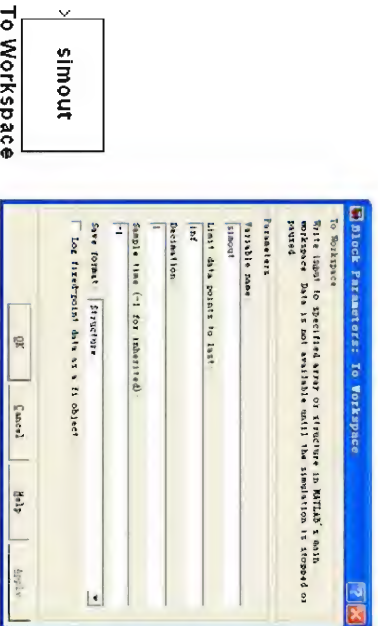 simout
To Workspace
Block Parameters: To Workspace
To Workspace
Write input to specified array or structure in MATLAB's main
workspace. Data is not available until the simulation is stopped or
paused.
Parameters
Variable name
simout
Limit data points to last:
inf
Decimation
1
Sample time (-1 for inherited)
-1
Save format: Structure
Log fixed-point data as a fi object
OK
Cancel
Help
Apply